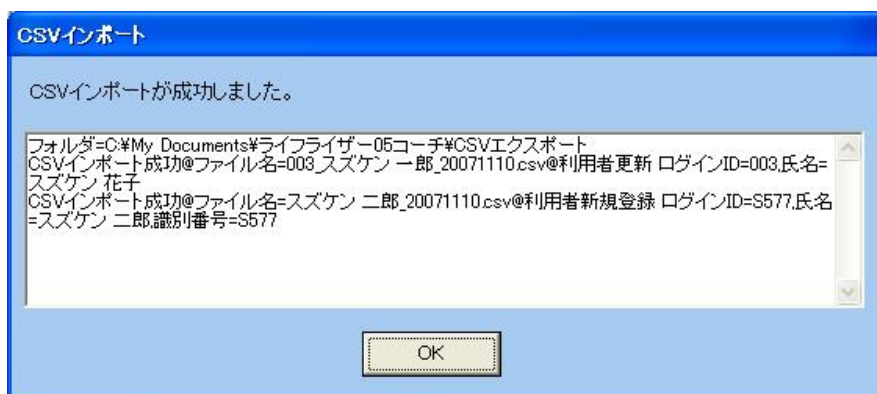 CSVインポート
CSVインポートが成功しました。
フォルダ=C:¥My Documents¥ライフライザー05コーチ¥CSVエクスポート
CSVインポート成功@ファイル名=003_スズケン 一郎_20071110.csv@利用者更新 ログインID=003,氏名=
スズケン 花子
CSVインポート成功@ファイル名=スズケン 二郎_20071110.csv@利用者新規登録 ログインID=S577,氏名
=スズケン 二郎,識別番号=S577
OK